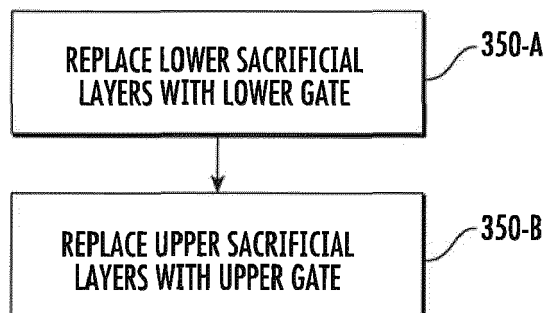 REPLACE LOWER SACRIFICIAL
LAYERS WITH LOWER GATE
350-A
REPLACE UPPER SACRIFICIAL
LAYERS WITH UPPER GATE
350-B